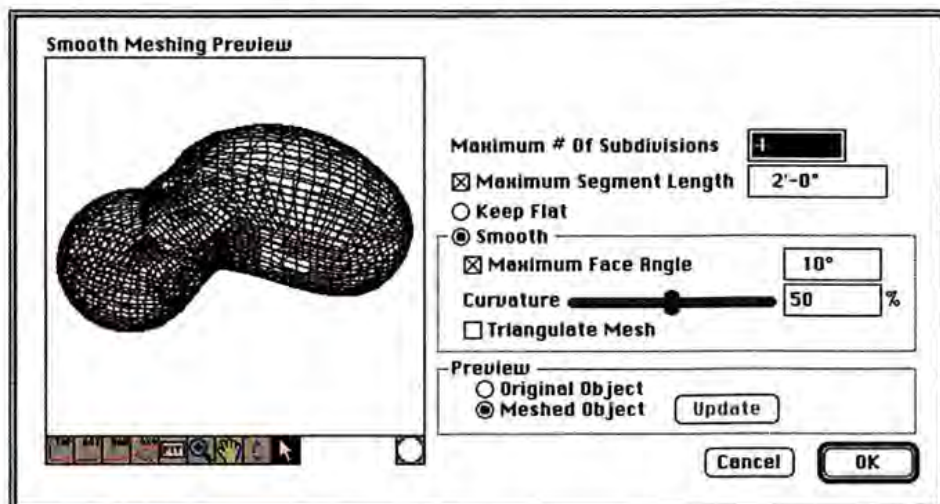 Smooth Meshing Preview
Maximum # Of Subdivisions
☒ Maximum Segment Length 2'-0"
Keep Flat
Smooth
☒ Maximum Face Angle 10°
Curvature 50 %
Triangulate Mesh
Preview
Original Object
Meshed Object Update
FIT
Cancel OK